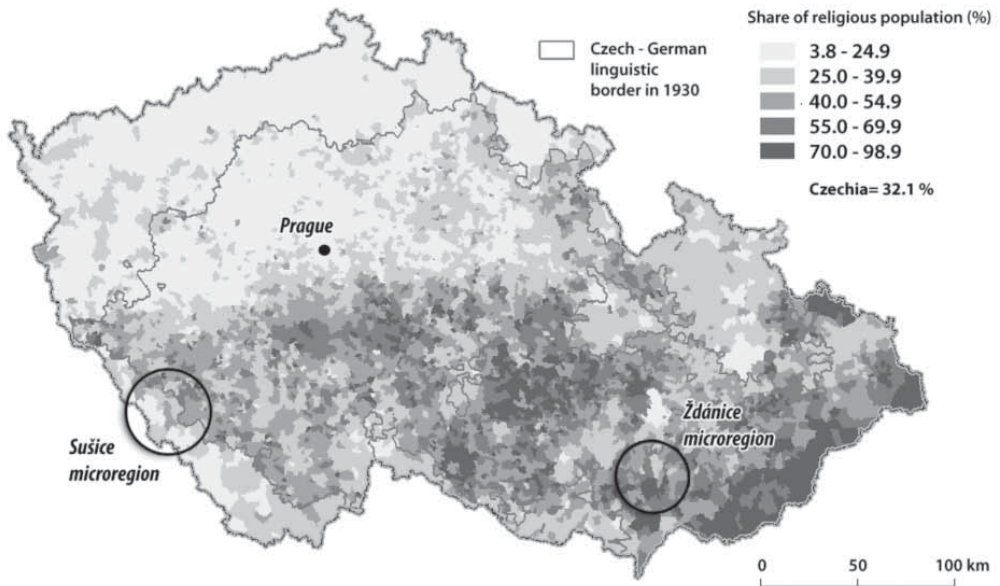 Share of religious population (%)
3.8 - 24.9
25.0 - 39.9
40.0 - 54.9
55.0 - 69.9
70.0 - 98.9
Czechia= 32.1 %
Czech - German
linguistic
border in 1930
Prague
Sušice
microregion
Ždánice
microregion
0 50 100 km